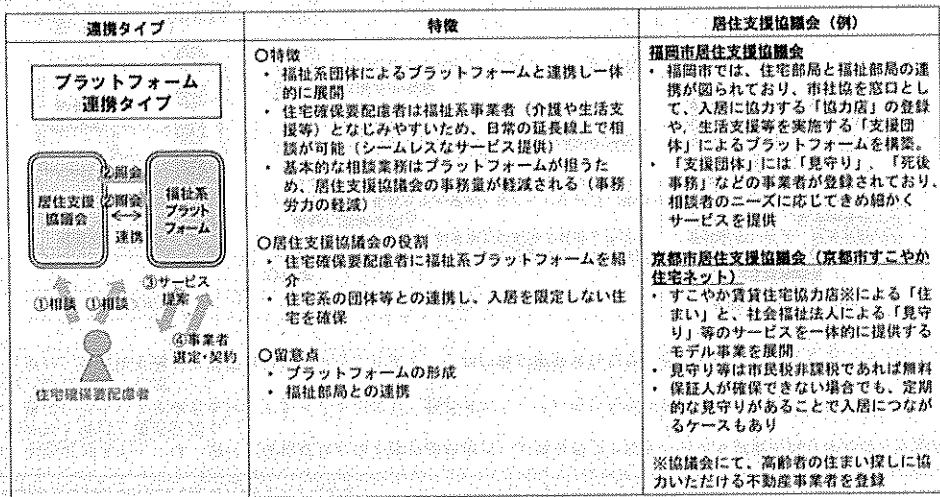 連携タイプ
特徴
居住支援協議会（例）
プラットフォーム
連携タイプ
②照会
居住支援
協議会
②照会
連携
福祉系
プラット
フォーム
①相談
①相談
③サービス
提案
④事業者
選定・契約
住宅確保要配慮者
〇特徴
・ 福祉系団体によるプラットフォームと連携し一体
的に展開
・ 住宅確保要配慮者は福祉系事業者（介護や生活支
援等）となじみやすいため、日常の延長線上で相
談が可能（シームレスなサービス提供）
・ 基本的な相談業務はプラットフォームが担うた
め、居住支援協議会の事務量が軽減される（事務
労力の軽減）
〇居住支援協議会の役割
・ 住宅確保要配慮者に福祉系プラットフォームを紹
介
・ 住宅系の団体等との連携し、入居を限定しない住
宅を確保
〇留意点
・ プラットフォームの形成
・ 福祉部局との連携
福岡市居住支援協議会
・ 福岡市では、住宅部局と福祉部局の連
携が図られており、市社協を窓口とし
て、入居に協力する「協力店」の登録
や、生活支援等を実施する「支援団
体」によるプラットフォームを構築。
・ 「支援団体」には「見守り」、「死後
事務」などの事業者が登録されており、
相談者のニーズに応じてきめ細かく
サービスを提供
京都市居住支援協議会（京都市すこやか
住宅ネット）
・ すこやか賃貸住宅協力店※による「住
まい」と、社会福祉法人による「見守
り」等のサービスを一体的に提供する
モデル事業を展開
・ 見守り等は市民税非課税であれば無料
・ 保証人が確保できない場合でも、定期
的な見守りがあることで入居につなが
るケースもあり
※協議会にて、高齢者の住まい探しに協
力いただける不動産事業者を登録